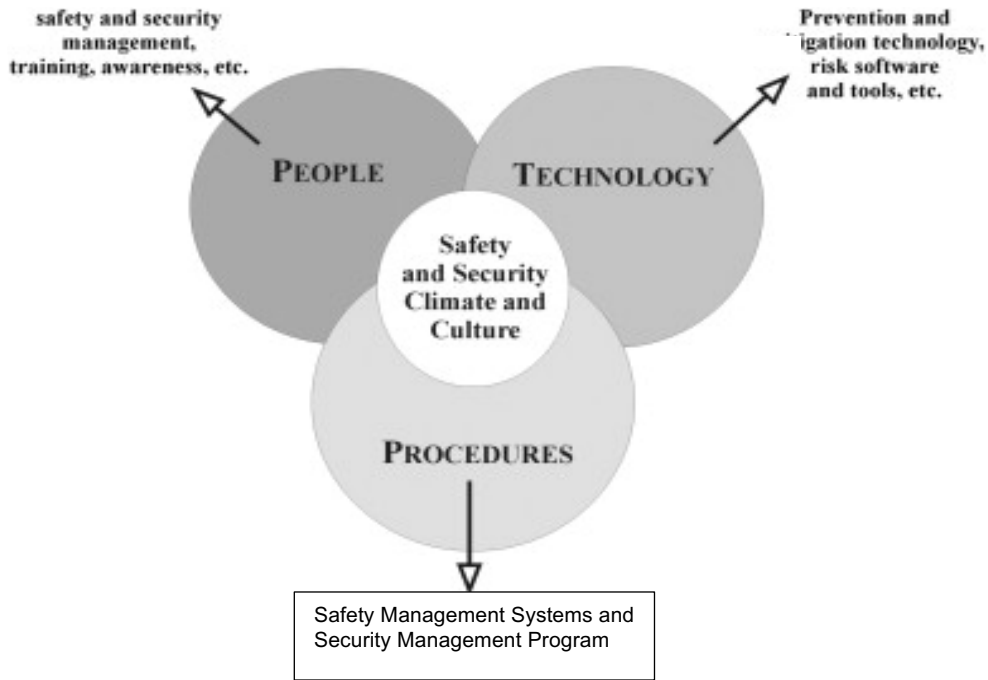 safety and security
management,
training, awareness, etc.
Prevention and
igation technology,
risk software
and tools, etc.
PEOPLE
TECHNOLOGY
Safety
and Security
Climate and
Culture
PROCEDURES
Safety Management Systems and
Security Management Program